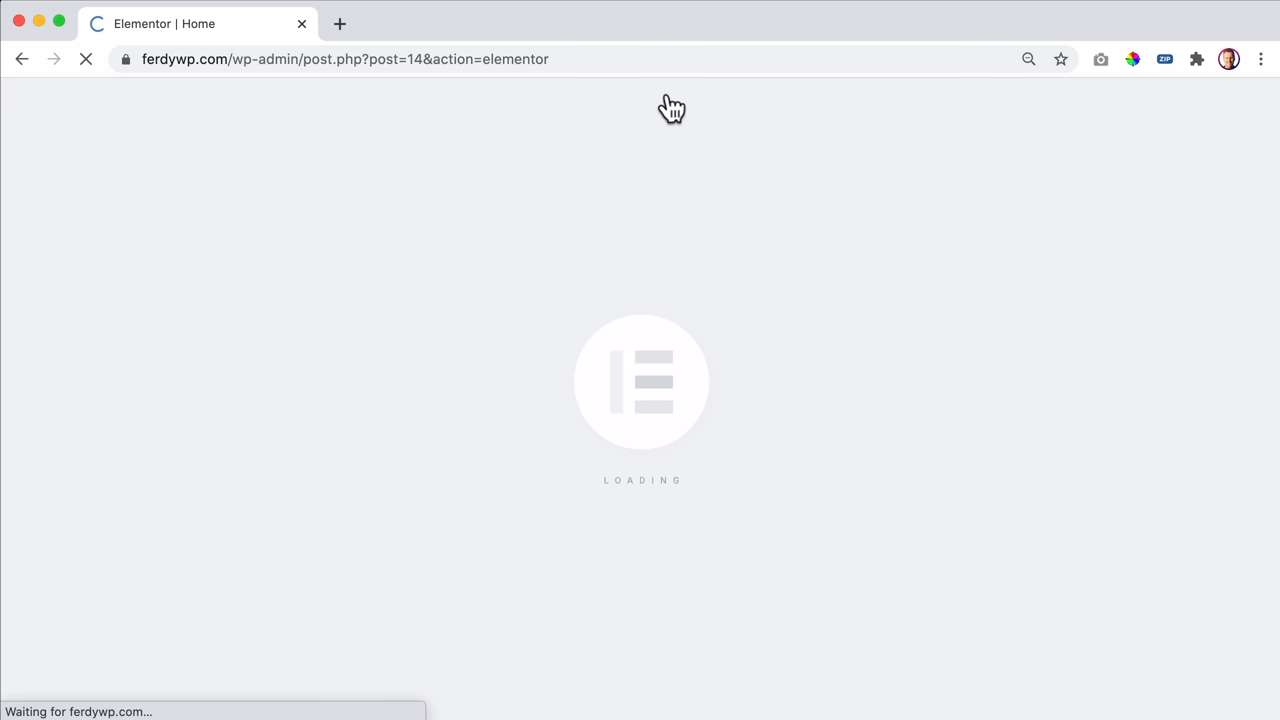 Elementor | Home
ferdywp.com/wp-admin/post.php?post=14&action=elementor
ZIP
LOADING
Waiting for ferdywp.com...